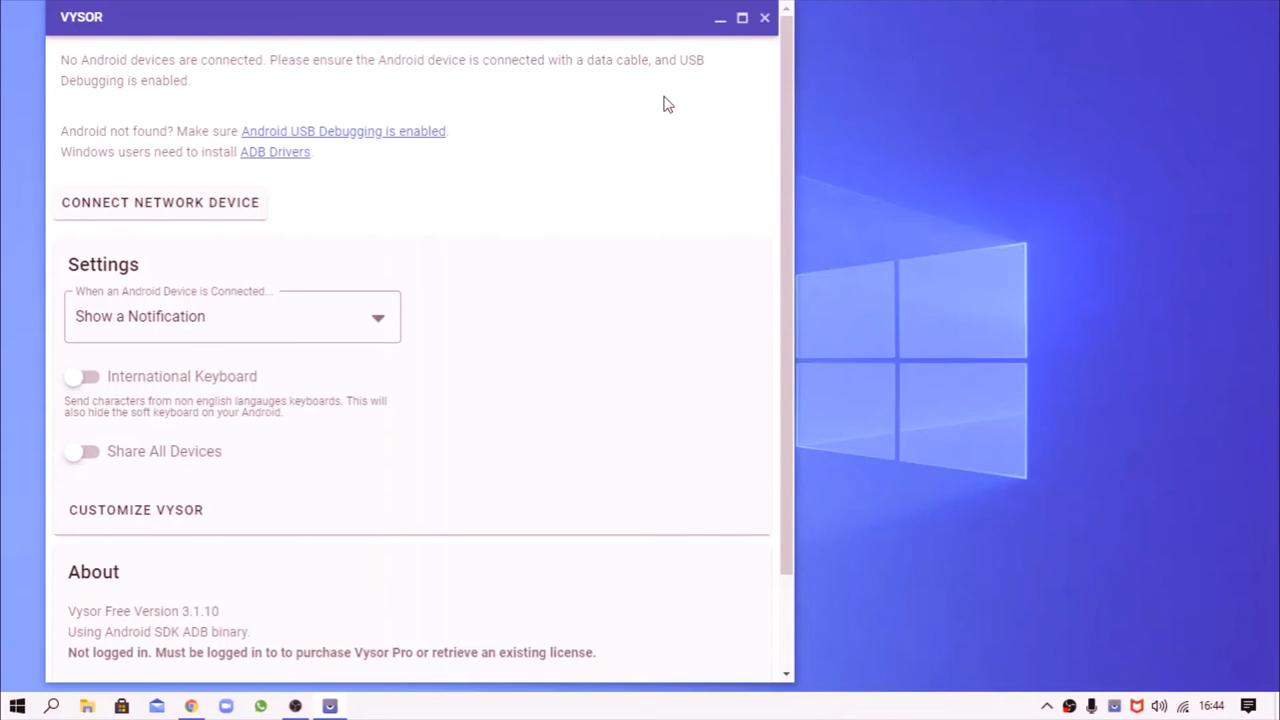 VYSOR
No Android devices are connected. Please ensure the Android device is connected with a data cable, and USB
Debugging is enabled.
Android not found? Make sure Android USB Debugging is enabled.
Windows users need to install ADB Drivers.
CONNECT NETWORK DEVICE
Settings
When an Android Device is Connected...
Show a Notification
International Keyboard
Send characters from non english langauges keyboards. This will
also hide the soft keyboard on your Android.
Share All Devices
CUSTOMIZE VYSOR
About
Vysor Free Version 3.1.10
Using Android SDK ADB binary.
Not logged in. Must be logged in to to purchase Vysor Pro or retrieve an existing license.
16:44